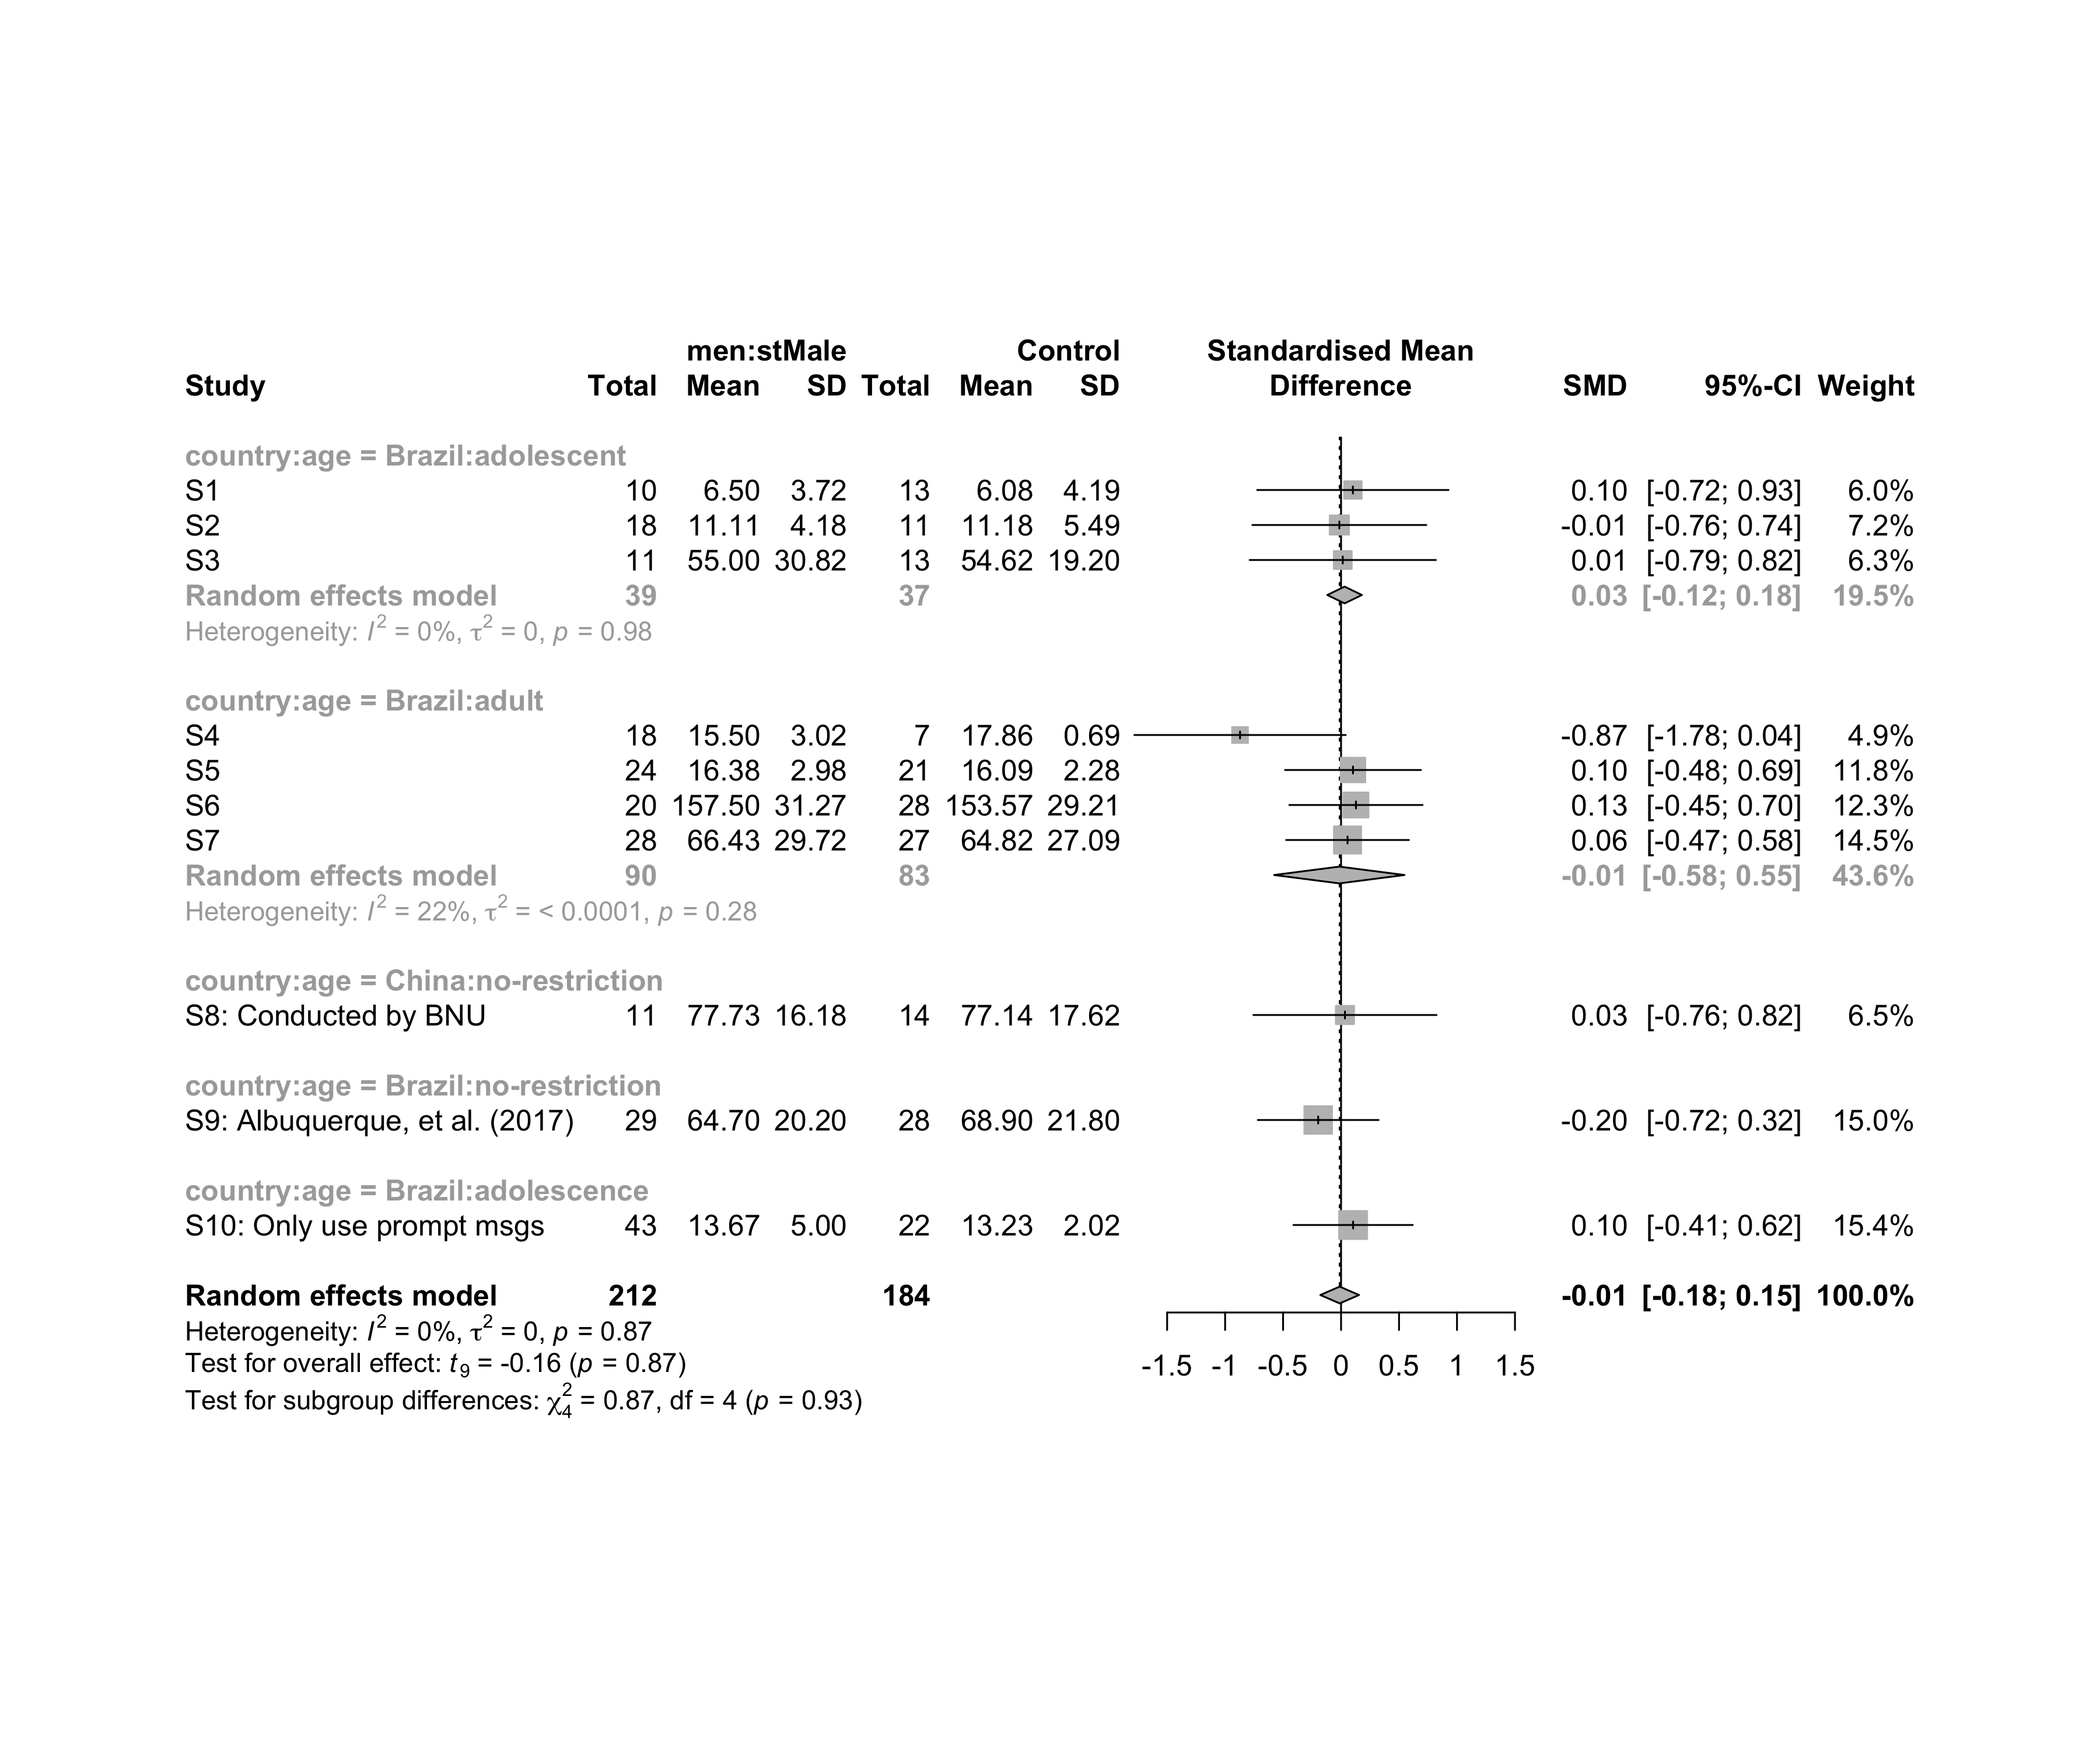 men:stMale Control Standardised Mean
Study Total Mean SD Total Mean SD Difference SMD 95%-CI Weight
country:age = Brazil:adolescent
S1 10 6.50 3.72 13 6.08 4.19 0.10 [-0.72; 0.93] 6.0%
S2 18 11.11 4.18 11 11.18 5.49 -0.01 [-0.76; 0.74] 7.2%
S3 11 55.00 30.82 13 54.62 19.20 0.01 [-0.79; 0.82] 6.3%
Random effects model 39 37 0.03 [-0.12; 0.18] 19.5%
Heterogeneity: I² = 0%, τ² = 0, p = 0.98
country:age = Brazil:adult
S4 18 15.50 3.02 7 17.86 0.69 -0.87 [-1.78; 0.04] 4.9%
S5 24 16.38 2.98 21 16.09 2.28 0.10 [-0.48; 0.69] 11.8%
S6 20 157.50 31.27 28 153.57 29.21 0.13 [-0.45; 0.70] 12.3%
S7 28 66.43 29.72 27 64.82 27.09 0.06 [-0.47; 0.58] 14.5%
Random effects model 90 83 -0.01 [-0.58; 0.55] 43.6%
Heterogeneity: I² = 22%, τ² = < 0.0001, p = 0.28
country:age = China:no-restriction
S8: Conducted by BNU 11 77.73 16.18 14 77.14 17.62 0.03 [-0.76; 0.82] 6.5%
country:age = Brazil:no-restriction
S9: Albuquerque, et al. (2017) 29 64.70 20.20 28 68.90 21.80 -0.20 [-0.72; 0.32] 15.0%
country:age = Brazil:adolescence
S10: Only use prompt msgs 43 13.67 5.00 22 13.23 2.02 0.10 [-0.41; 0.62] 15.4%
Random effects model 212 184 -0.01 [-0.18; 0.15] 100.0%
Heterogeneity: I² = 0%, τ² = 0, p = 0.87
Test for overall effect: t₉ = -0.16 (p = 0.87)
-1.5 -1 -0.5 0 0.5 1 1.5
Test for subgroup differences: χ²₄ = 0.87, df = 4 (p = 0.93)